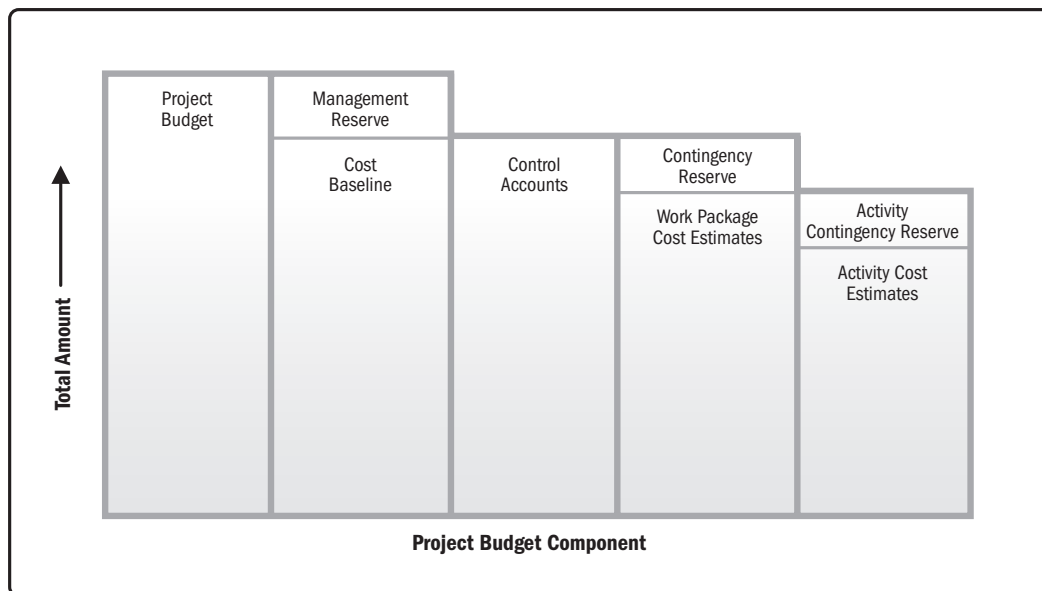 Project
Budget
Management
Reserve
Cost
Baseline
Control
Accounts
Contingency
Reserve
Work Package
Cost Estimates
Activity
Contingency Reserve
Activity Cost
Estimates
Total Amount
Project Budget Component